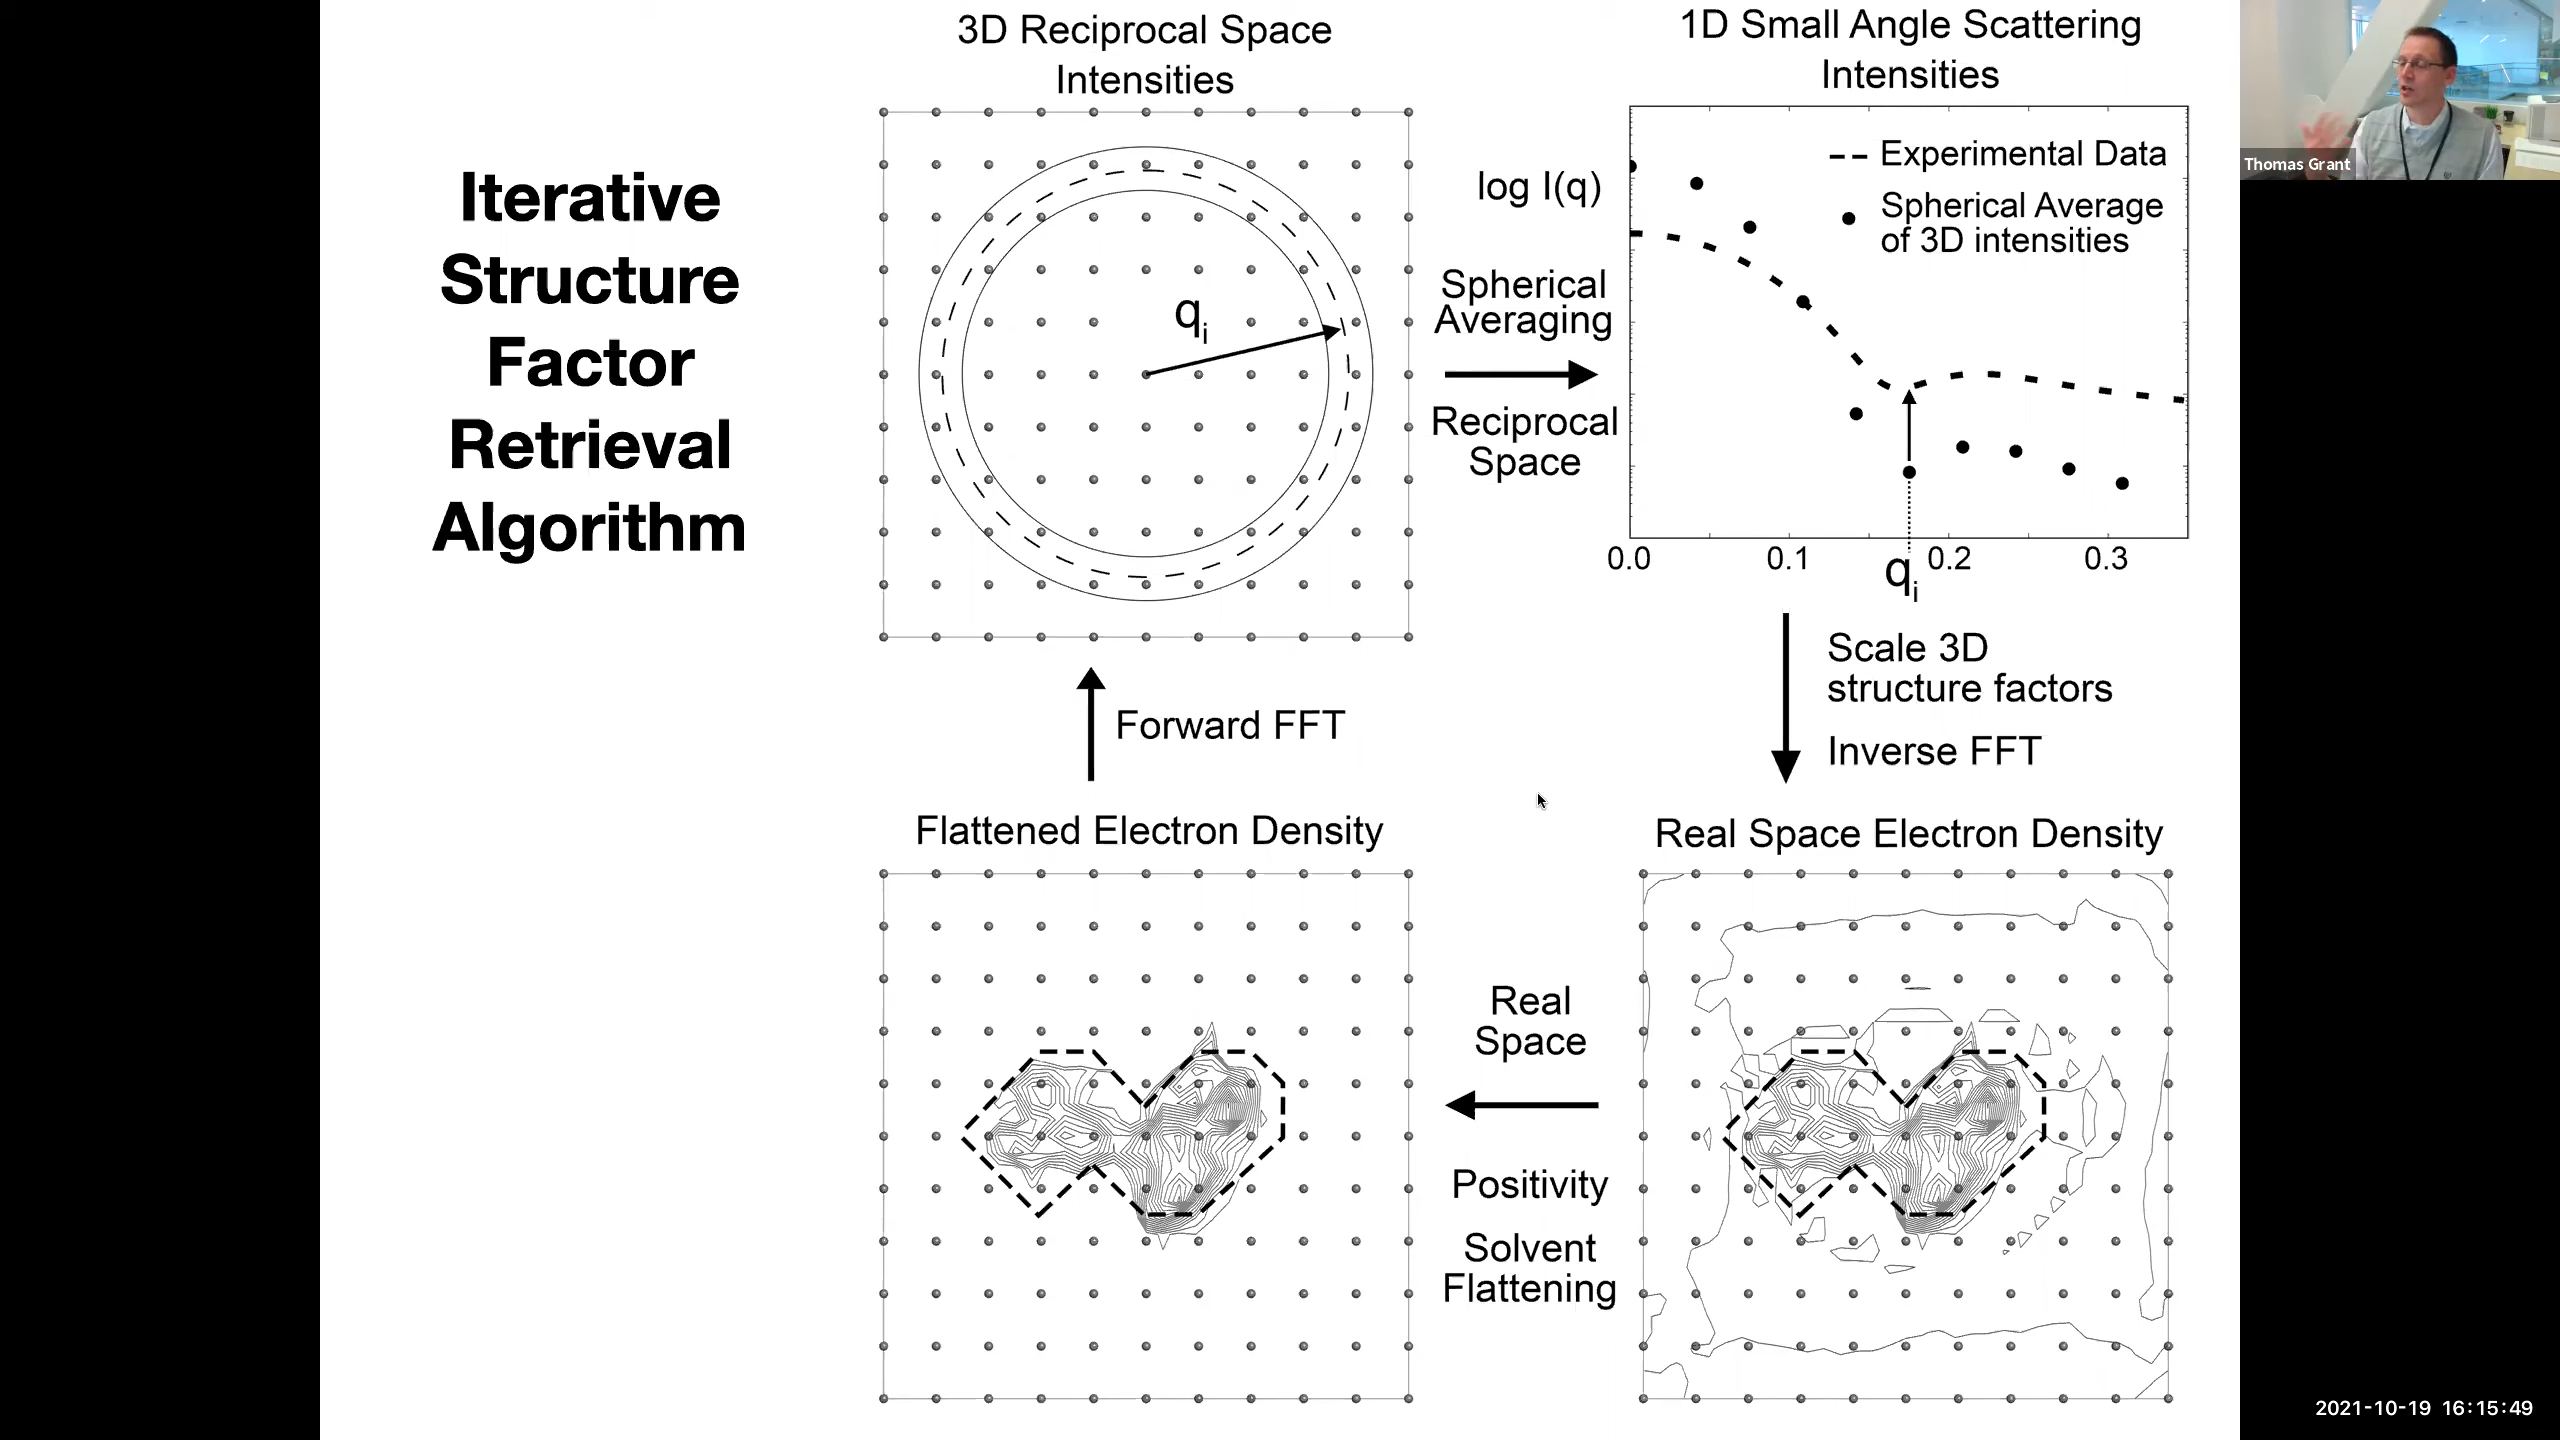 Iterative
Structure
Factor
Retrieval
Algorithm
3D Reciprocal Space
Intensities
qi
Spherical
Averaging
Reciprocal
Space
1D Small Angle Scattering
Intensities
log I(q)
Experimental Data
Spherical Average
of 3D intensities
0.0
0.1
0.2
0.3
qi
Scale 3D
structure factors
Inverse FFT
Forward FFT
Flattened Electron Density
Real Space Electron Density
Real
Space
Positivity
Solvent
Flattening
Thomas Grant
2021-10-19 16:15:49